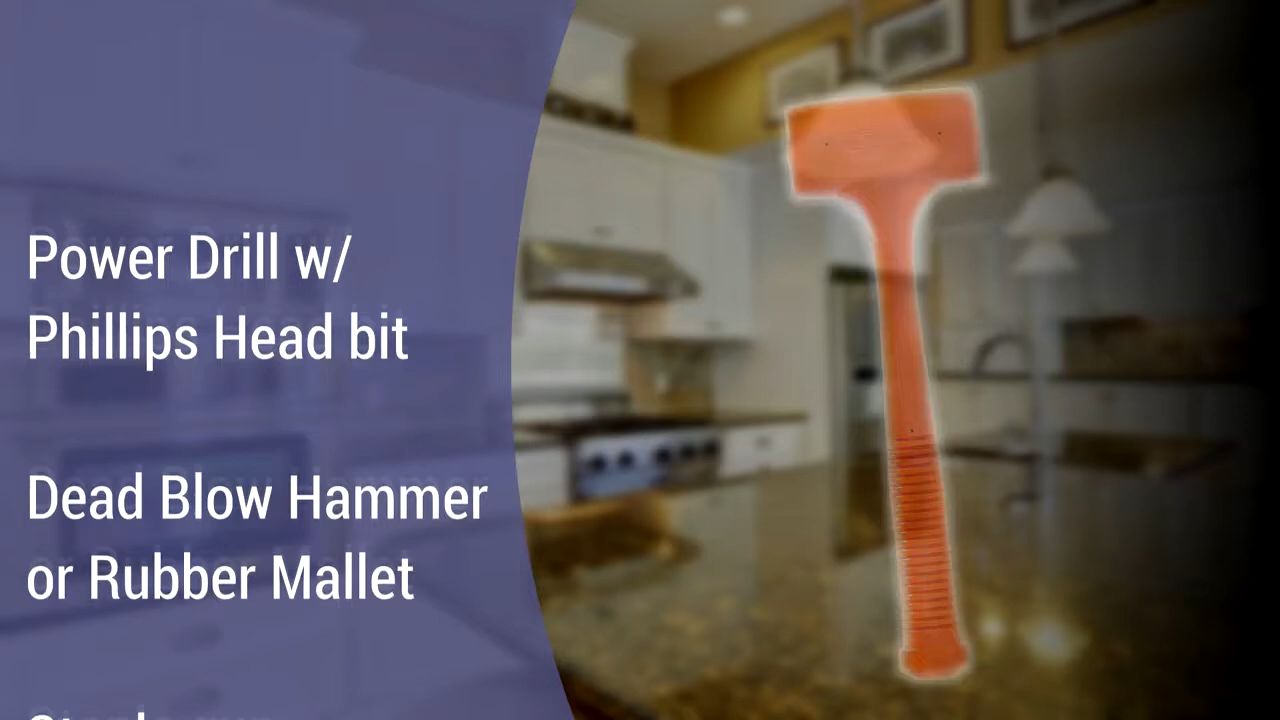 Power Drill w/
Phillips Head bit
Dead Blow Hammer
or Rubber Mallet